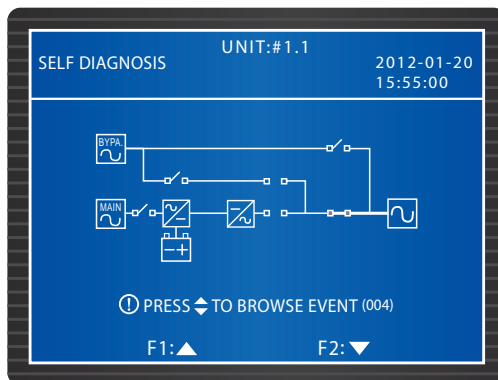 UNIT:#1.1
SELF DIAGNOSIS
2012-01-20
15:55:00
BYPA.
MAIN
PRESS TO BROWSE EVENT (004)
F1: F2: